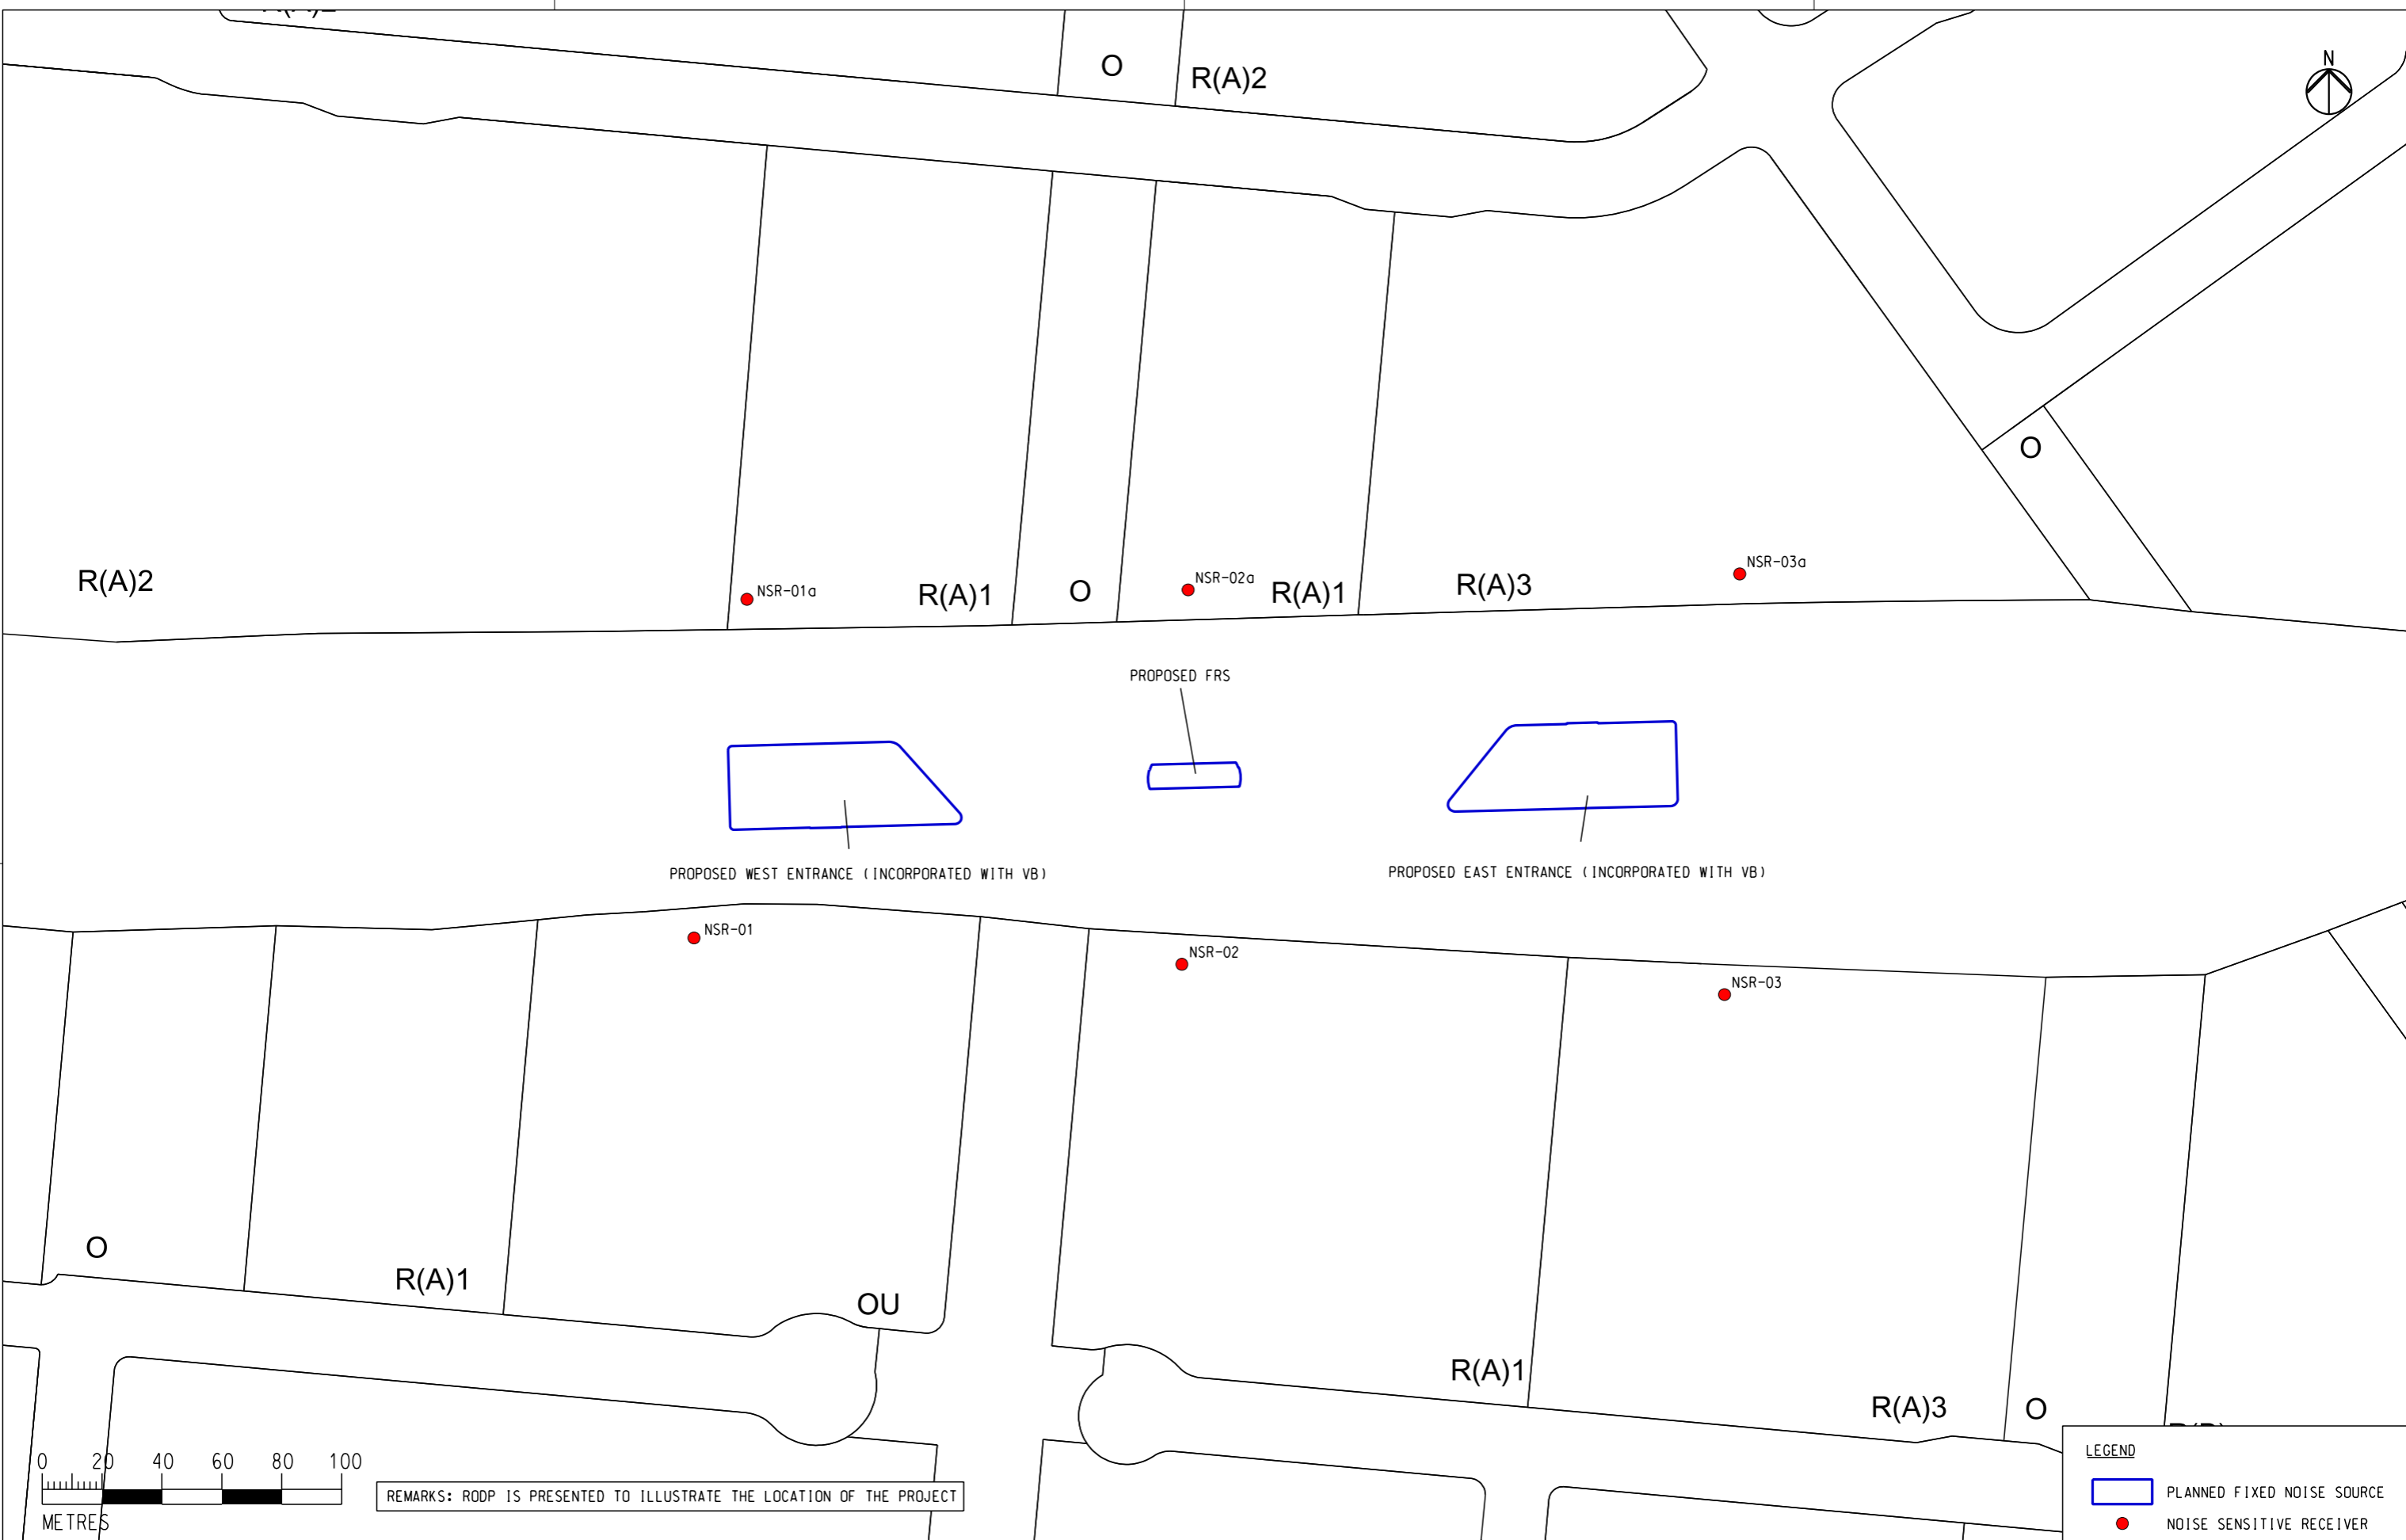 O
R(A)2
N
O
R(A)2
NSR-01a
R(A)1
O
NSR-02a
R(A)1
R(A)3
NSR-03a
PROPOSED FRS
PROPOSED WEST ENTRANCE (INCORPORATED WITH VB)
PROPOSED EAST ENTRANCE (INCORPORATED WITH VB)
NSR-01
NSR-02
NSR-03
O
R(A)1
OU
R(A)1
R(A)3
O
0 20 40 60 80 100
METRES
REMARKS: RODP IS PRESENTED TO ILLUSTRATE THE LOCATION OF THE PROJECT
LEGEND
PLANNED FIXED NOISE SOURCE
NOISE SENSITIVE RECEIVER